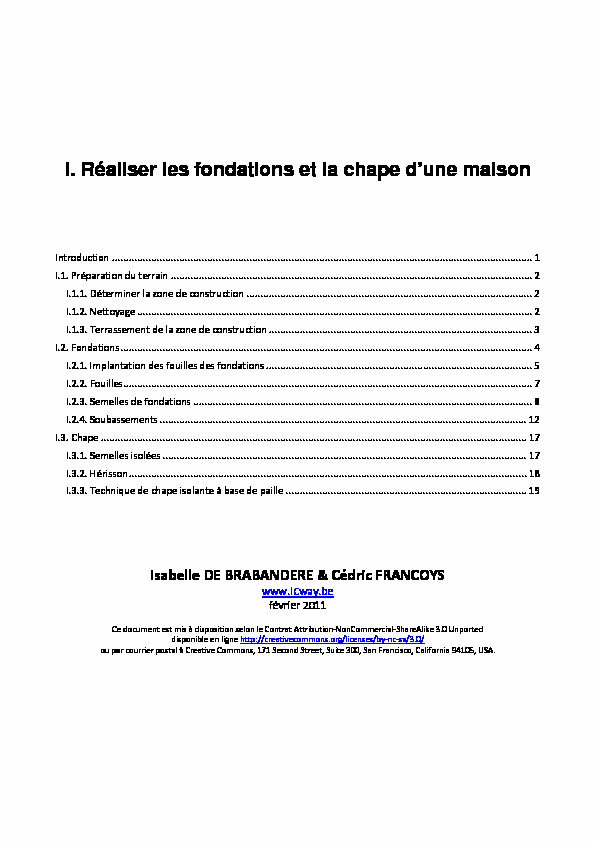 I. Réaliser les fondations et la chape d’une maison
Introduction ........................................................ 1
I.1. Préparation du terrain ........................................................ 2
I.1.1. Déterminer la zone de construction ........................................................ 2
I.1.2. Nettoyage ........................................................ 2
I.1.3. Terrassement de la zone de construction ........................................................ 3
I.2. Fondations ........................................................ 4
I.2.1. Implantation des fouilles des fondations ........................................................ 5
I.2.2. Fouilles ........................................................ 7
I.2.3. Semelles de fondations ........................................................ 8
I.2.4. Soubassements ........................................................ 12
I.3. Chape ........................................................ 17
I.3.1. Semelles isolées ........................................................ 17
I.3.2. Hérisson ........................................................ 18
I.3.3. Technique de chape isolante à base de paille ........................................................ 19
Isabelle DE BRABANDERE & Cédric FRANCOYS
www.icway.be
février 2011
Ce document est mis à disposition selon le Contrat Attribution-NonCommercial-ShareAlike 3.0 Unported
disponible en ligne http://creativecommons.org/licenses/by-nc-sa/3.0/
ou par courrier postal à Creative Commons, 171 Second Street, Suite 300, San Francisco, California 94105, USA.